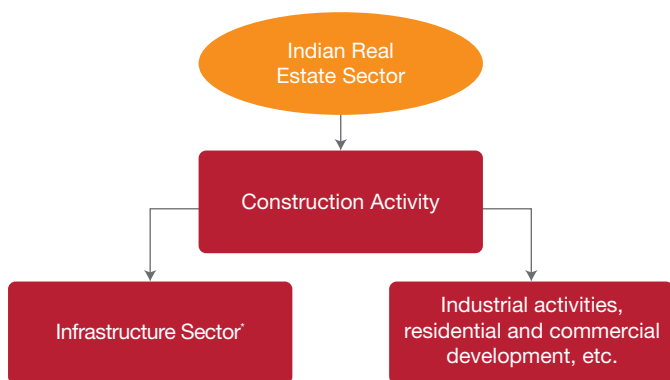 Indian Real
Estate Sector
Construction Activity
Infrastructure Sector*
Industrial activities,
residential and commercial
development, etc.